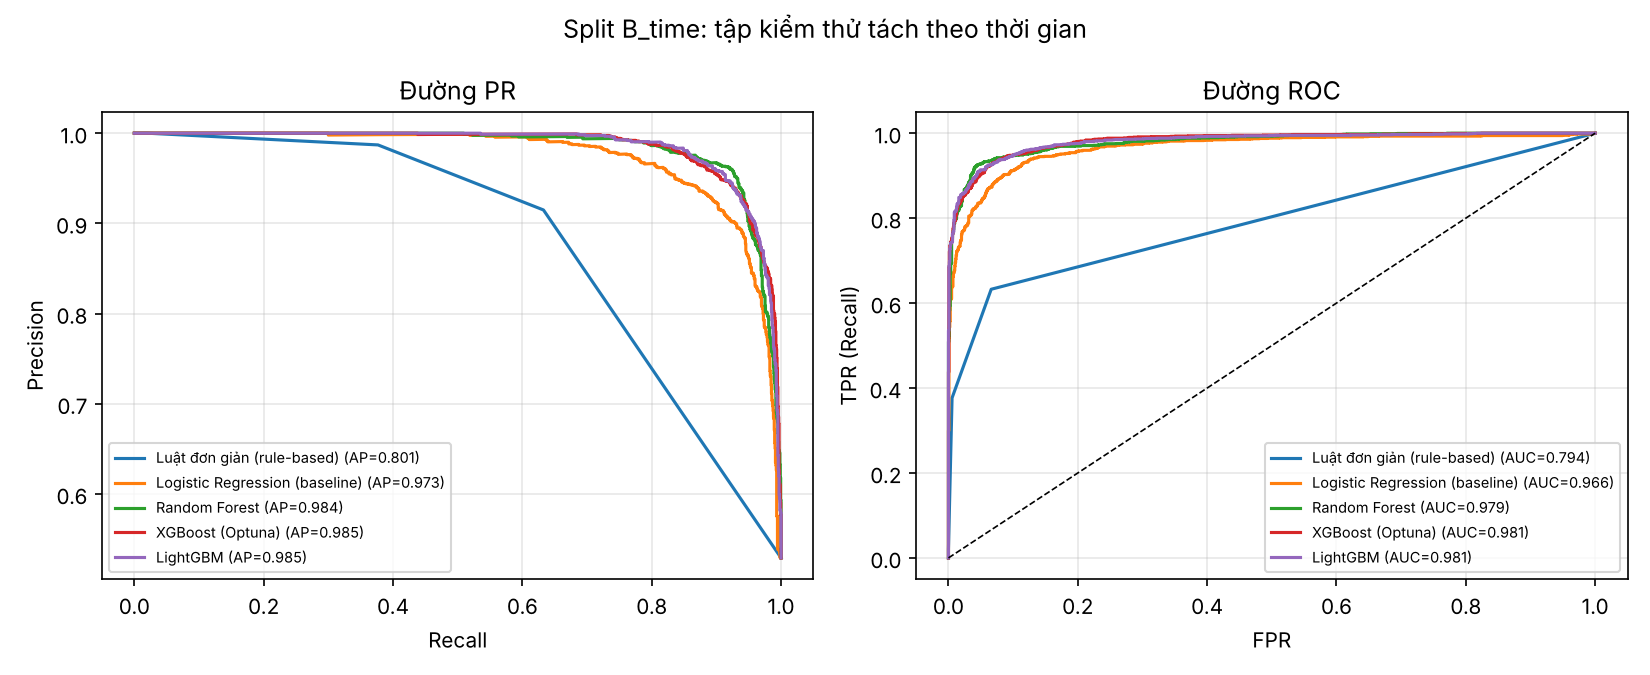 Split B_time: tập kiểm thử tách theo thời gian
Đường PR
1.0
0.9
0.8
0.7
0.6
Precision
Luật đơn giản (rule-based) (AP=0.801)
Logistic Regression (baseline) (AP=0.973)
Random Forest (AP=0.984)
XGBoost (Optuna) (AP=0.985)
LightGBM (AP=0.985)
0.0 0.2 0.4 0.6 0.8 1.0
Recall
Đường ROC
1.0
0.8
0.6
0.4
0.2
0.0
TPR (Recall)
Luật đơn giản (rule-based) (AUC=0.794)
Logistic Regression (baseline) (AUC=0.966)
Random Forest (AUC=0.979)
XGBoost (Optuna) (AUC=0.981)
LightGBM (AUC=0.981)
0.0 0.2 0.4 0.6 0.8 1.0
FPR